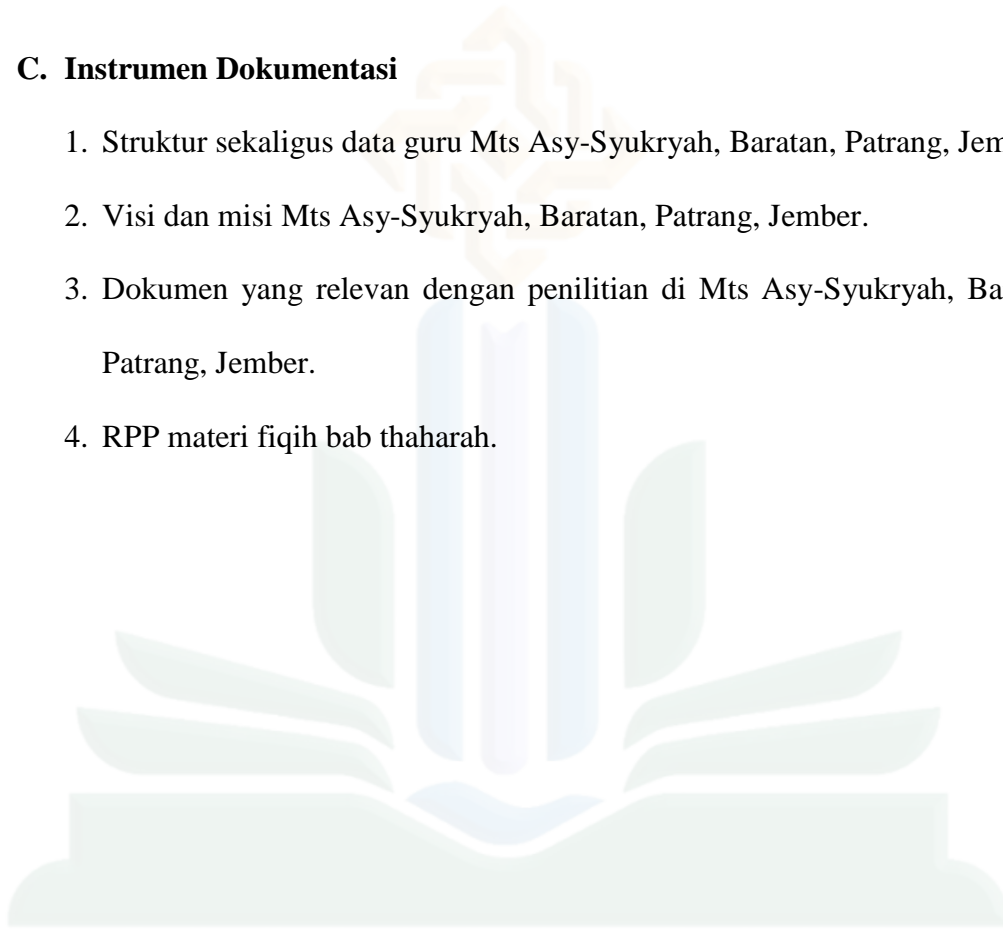 C. Instrumen Dokumentasi
1. Struktur sekaligus data guru Mts Asy-Syukryah, Baratan, Patrang, Jem
2. Visi dan misi Mts Asy-Syukryah, Baratan, Patrang, Jember.
3. Dokumen yang relevan dengan penilitian di Mts Asy-Syukryah, Ba
Patrang, Jember.
4. RPP materi fiqih bab thaharah.